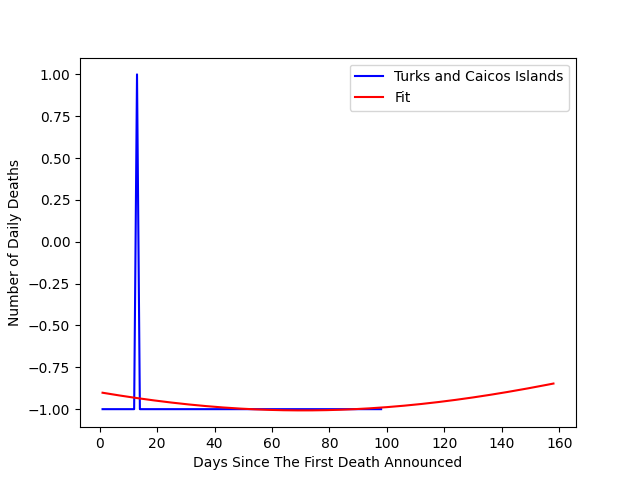 Turks and Caicos Islands
Fit
1.00
0.75
0.50
0.25
0.00
−0.25
−0.50
−0.75
−1.00
Number of Daily Deaths
0 20 40 60 80 100 120 140 160
Days Since The First Death Announced